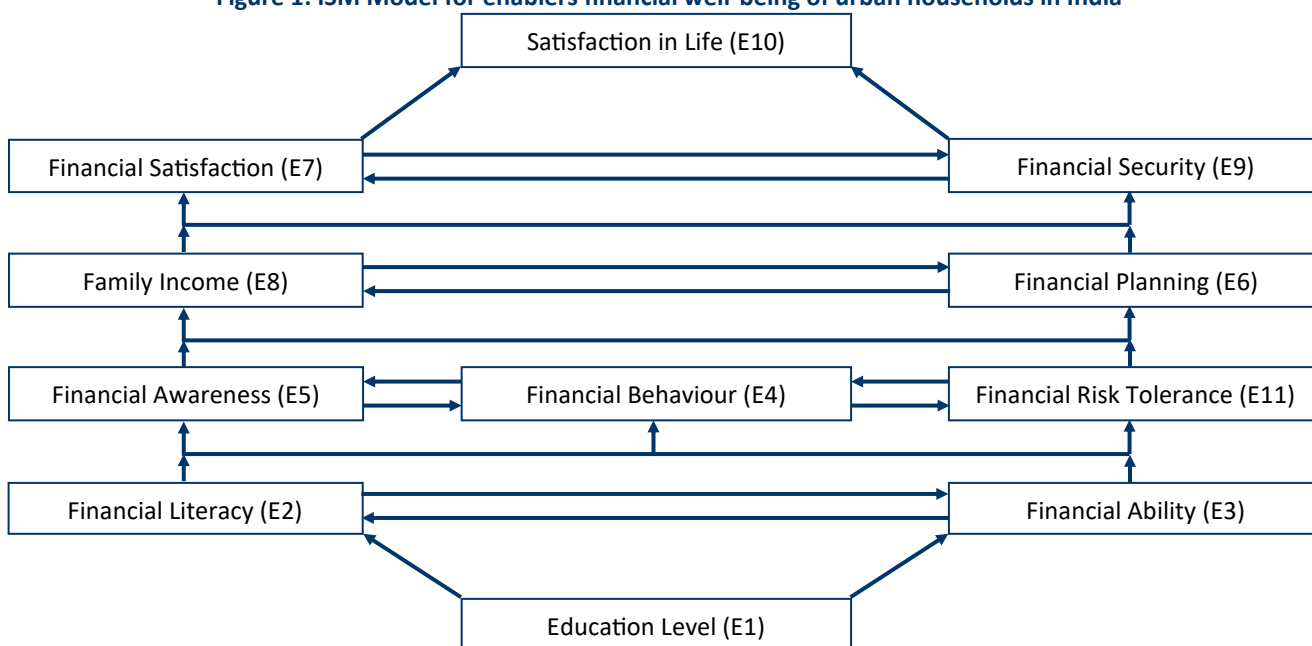 Figure 1: ISM Model for enablers financial well-being of urban households in India
Satisfaction in Life (E10)
Financial Satisfaction (E7)
Financial Security (E9)
Family Income (E8)
Financial Planning (E6)
Financial Awareness (E5)
Financial Behaviour (E4)
Financial Risk Tolerance (E11)
Financial Literacy (E2)
Financial Ability (E3)
Education Level (E1)